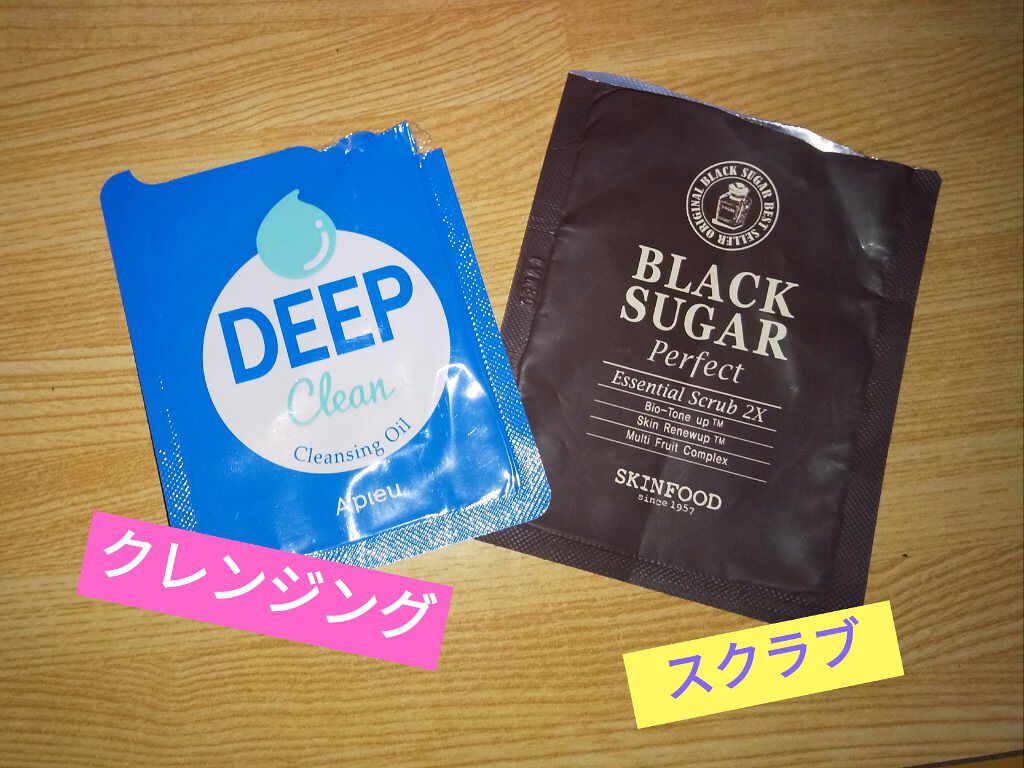 DEEP
Clean
Cleansing Oil
A'pieu
クレンジング
ORIGINAL BLACK SUGAR BEST SELLER
BLACK
SUGAR
Perfect
Essential Scrub 2X
Bio-Tone up™
Skin Renewup™
Multi Fruit Complex
SKINFOOD
since 1957
スクラブ